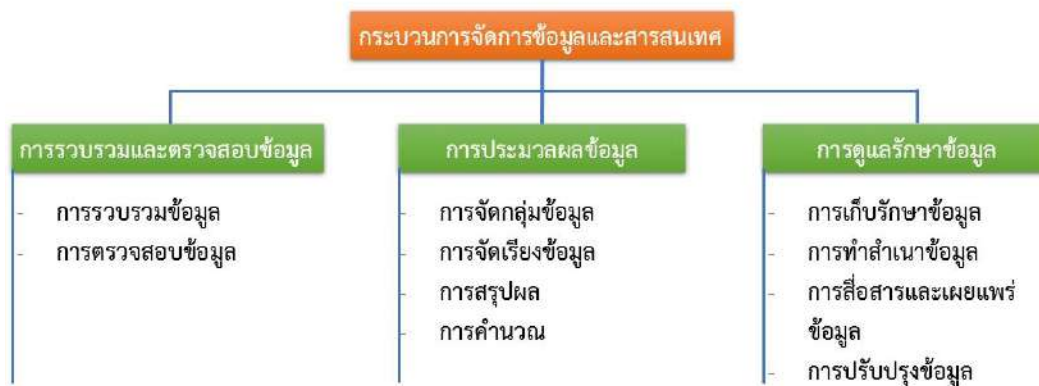 กระบวนการจัดการข้อมูลและสารสนเทศ
การรวบรวมและตรวจสอบข้อมูล
- การรวบรวมข้อมูล
- การตรวจสอบข้อมูล
การประมวลผลข้อมูล
- การจัดกลุ่มข้อมูล
- การจัดเรียงข้อมูล
- การสรุปผล
- การคำนวณ
การดูแลรักษาข้อมูล
- การเก็บรักษาข้อมูล
- การทำสำเนาข้อมูล
- การสื่อสารและเผยแพร่
ข้อมูล
- การปรับปรุงข้อมูล